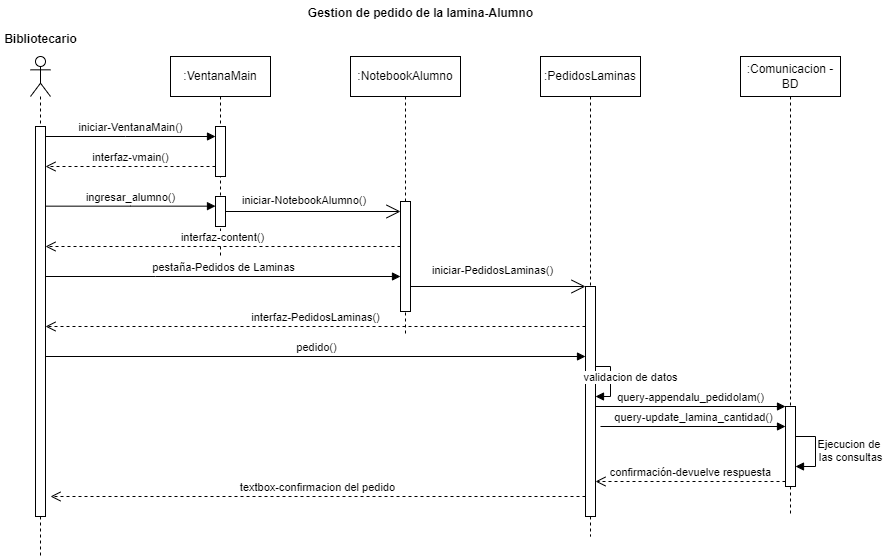 Gestion de pedido de la lamina-Alumno
Bibliotecario
:VentanaMain
:NotebookAlumno
:PedidosLaminas
:Comunicacion -
BD
iniciar-VentanaMain()
interfaz-vmain()
ingresar_alumno()
iniciar-NotebookAlumno()
interfaz-content()
pestaña-Pedidos de Laminas
iniciar-PedidosLaminas()
interfaz-PedidosLaminas()
pedido()
validacion de datos
query-appendalu_pedidolam()
query-update_lamina_cantidad()
Ejecucion de
las consultas
confirmación-devuelve respuesta
textbox-confirmacion del pedido